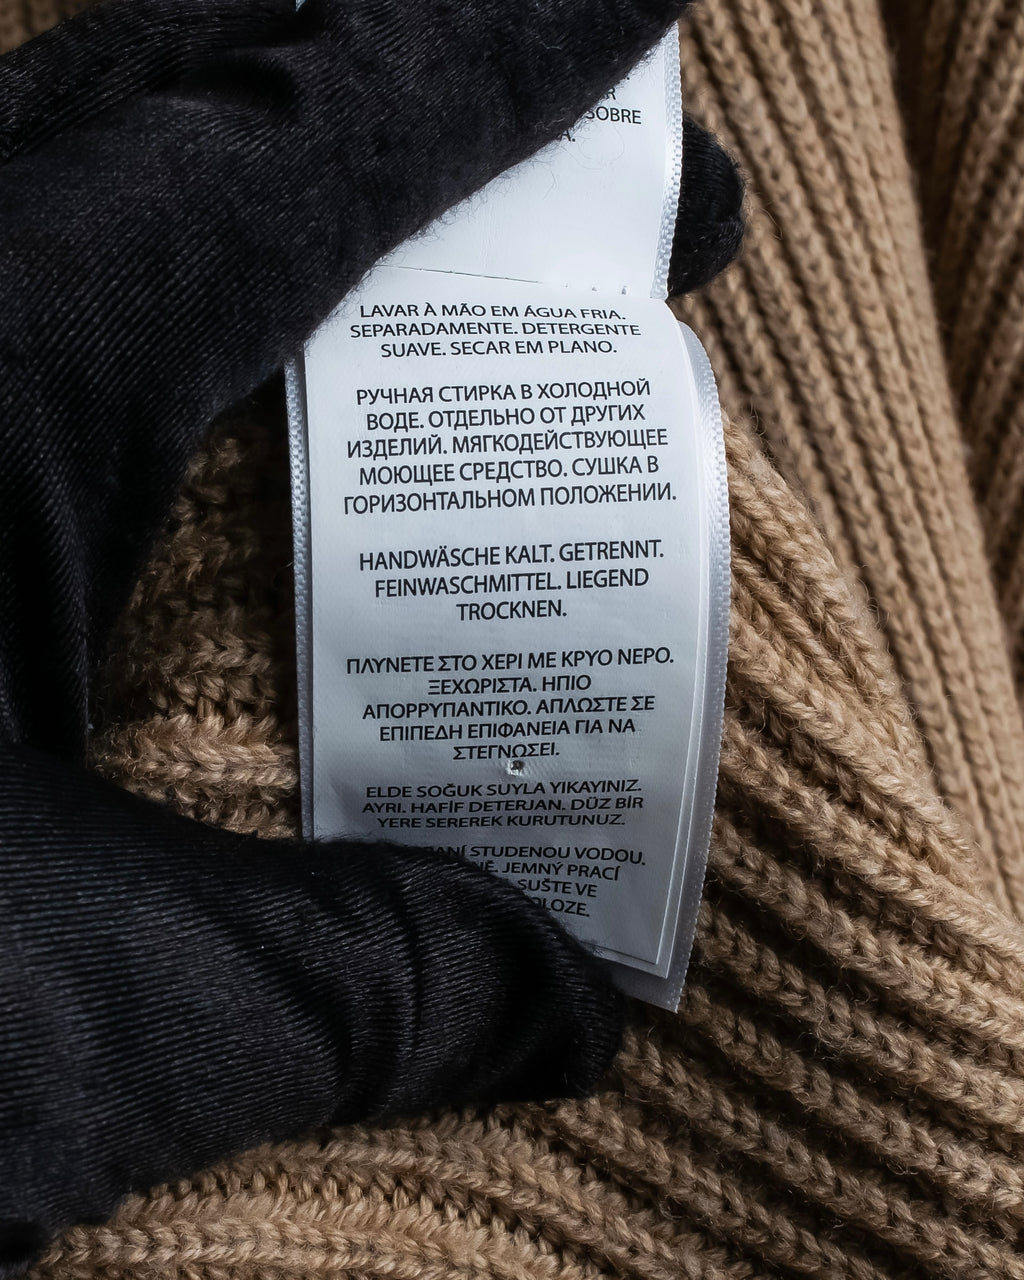 SOBRE
LAVAR À MÃO EM ÁGUA FRIA.
SEPARADAMENTE. DETERGENTE
SUAVE. SECAR EM PLANO.
РУЧНАЯ СТИРКА В ХОЛОДНОЙ
ВОДЕ. ОТДЕЛЬНО ОТ ДРУГИХ
ИЗДЕЛИЙ. МЯГКОДЕЙСТВУЮЩЕЕ
МОЮЩЕЕ СРЕДСТВО. СУШКА В
ГОРИЗОНТАЛЬНОМ ПОЛОЖЕНИИ.
HANDWÄSCHE KALT. GETRENNT.
FEINWASCHMITTEL. LIEGEND
TROCKNEN.
ΠΛΥΝΕΤΕ ΣΤΟ ΧΕΡΙ ΜΕ ΚΡΥΟ ΝΕΡΟ.
ΞΕΧΩΡΙΣΤΑ. ΗΠΙΟ
ΑΠΟΡΡΥΠΑΝΤΙΚΟ. ΑΠΛΩΣΤΕ ΣΕ
ΕΠΙΠΕΔΗ ΕΠΙΦΑΝΕΙΑ ΓΙΑ ΝΑ
ΣΤΕΓΝΩΣΕΙ.
ELDE SOĞUK SUYLA YIKAYINIZ.
AYRI. HAFİF DETERJAN. DÜZ BİR
YERE SEREREK KURUTUNUZ.
STUDENOU VODOU.
JEMNÝ PRACÍ
SUŠTE VE